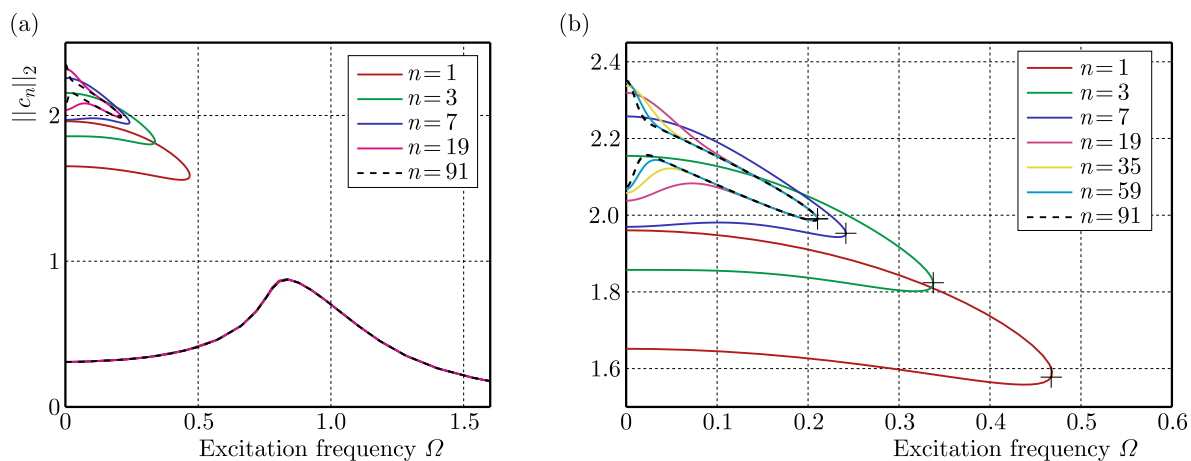 (a)
||c_n||_2
2
1
0
0
0.5
1.0
1.5
Excitation frequency Ω
n=1
n=3
n=7
n=19
n=91
(b)
2.4
2.2
2.0
1.8
1.6
0
0.1
0.2
0.3
0.4
0.5
0.6
Excitation frequency Ω
n=1
n=3
n=7
n=19
n=35
n=59
n=91